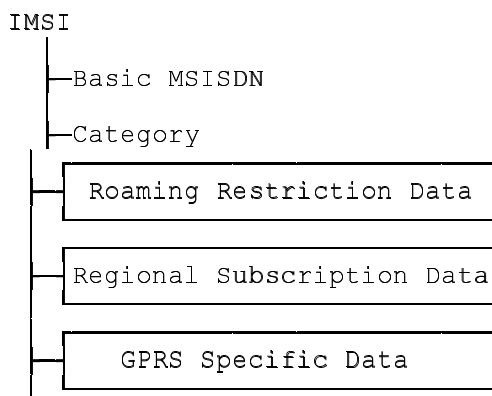 IMSI
Basic MSISDN
Category
Roaming Restriction Data
Regional Subscription Data
GPRS Specific Data